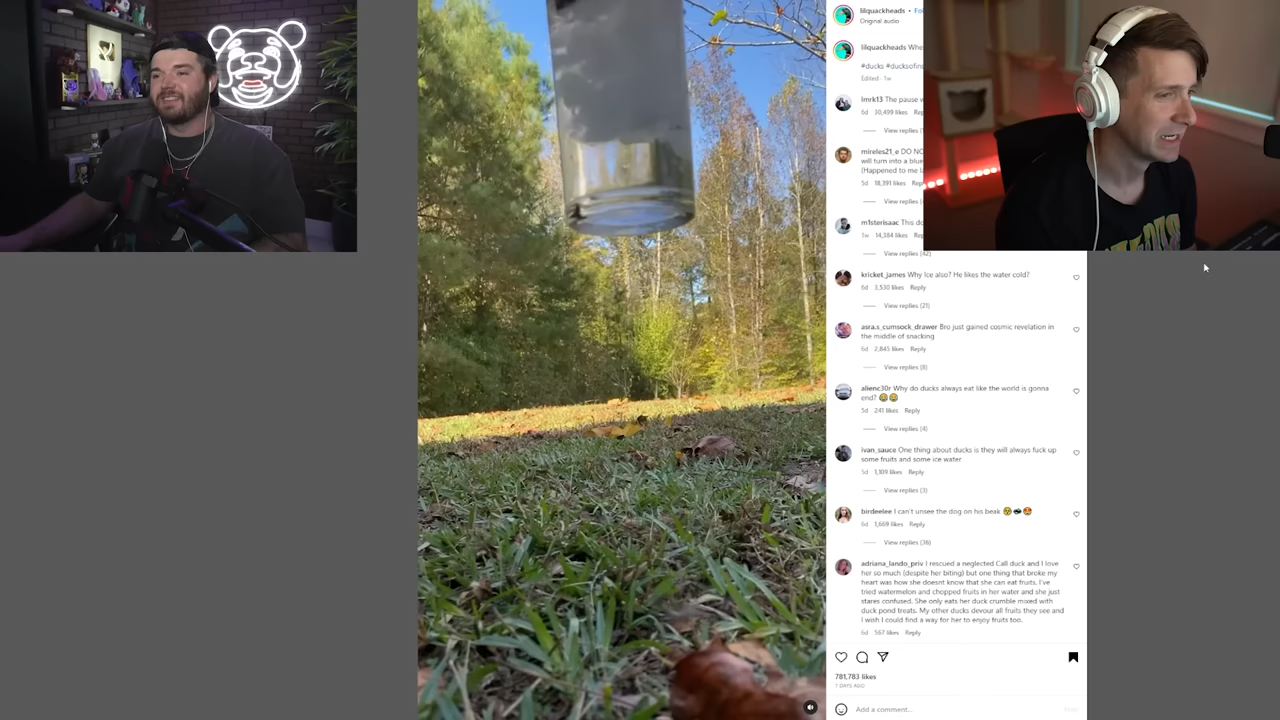 lilquackheads • Fol
Original audio
lilquackheads Whe
#ducks #ducksofins
Edited · 1w
lmrk13 The pause w
6d 30,499 likes Rep
View replies (
mireles21_e DO NO
will turn into a blue
(Happened to me la
5d 18,391 likes Rep
View replies (
m1sterisaac This do
1w 14,384 likes Rep
View replies (42)
kricket_james Why Ice also? He likes the water cold?
6d 3,530 likes Reply
View replies (21)
asra.s_cumsock_drawer Bro just gained cosmic revelation in
the middle of snacking
6d 2,845 likes Reply
View replies (8)
alienc30r Why do ducks always eat like the world is gonna
end? 😂😂
5d 241 likes Reply
View replies (4)
ivan_sauce One thing about ducks is they will always fuck up
some fruits and some ice water
5d 1,109 likes Reply
View replies (3)
birdeelee I can't unsee the dog on his beak
6d 1,669 likes Reply
View replies (36)
adriana_lando_priv I rescued a neglected Call duck and I love
her so much (despite her biting) but one thing that broke my
heart was how she doesnt know that she can eat fruits. I've
tried watermelon and chopped fruits in her water and she just
stares confused. She only eats her duck crumble mixed with
duck pond treats. My other ducks devour all fruits they see and
I wish I could find a way for her to enjoy fruits too.
6d 567 likes Reply
781,783 likes
7 DAYS AGO
Add a comment...